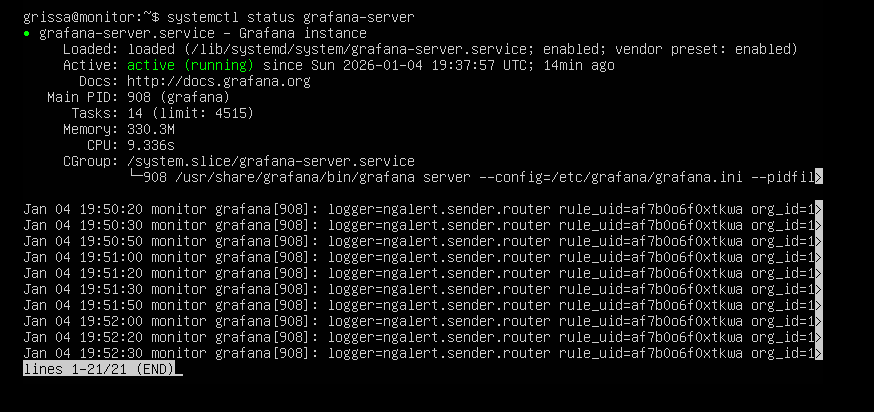 grissa@monitor:~$ systemctl status grafana-server
● grafana-server.service - Grafana instance
     Loaded: loaded (/lib/systemd/system/grafana-server.service; enabled; vendor preset: enabled)
     Active: active (running) since Sun 2026-01-04 19:37:57 UTC; 14min ago
       Docs: http://docs.grafana.org
   Main PID: 908 (grafana)
      Tasks: 14 (limit: 4515)
     Memory: 330.3M
        CPU: 9.336s
     CGroup: /system.slice/grafana-server.service
             └─908 /usr/share/grafana/bin/grafana server --config=/etc/grafana/grafana.ini --pidfil>
Jan 04 19:50:20 monitor grafana[908]: logger=ngalert.sender.router rule_uid=af7b0o6f0xtkwa org_id=1>
Jan 04 19:50:30 monitor grafana[908]: logger=ngalert.sender.router rule_uid=af7b0o6f0xtkwa org_id=1>
Jan 04 19:50:50 monitor grafana[908]: logger=ngalert.sender.router rule_uid=af7b0o6f0xtkwa org_id=1>
Jan 04 19:51:00 monitor grafana[908]: logger=ngalert.sender.router rule_uid=af7b0o6f0xtkwa org_id=1>
Jan 04 19:51:20 monitor grafana[908]: logger=ngalert.sender.router rule_uid=af7b0o6f0xtkwa org_id=1>
Jan 04 19:51:30 monitor grafana[908]: logger=ngalert.sender.router rule_uid=af7b0o6f0xtkwa org_id=1>
Jan 04 19:51:50 monitor grafana[908]: logger=ngalert.sender.router rule_uid=af7b0o6f0xtkwa org_id=1>
Jan 04 19:52:00 monitor grafana[908]: logger=ngalert.sender.router rule_uid=af7b0o6f0xtkwa org_id=1>
Jan 04 19:52:20 monitor grafana[908]: logger=ngalert.sender.router rule_uid=af7b0o6f0xtkwa org_id=1>
Jan 04 19:52:30 monitor grafana[908]: logger=ngalert.sender.router rule_uid=af7b0o6f0xtkwa org_id=1>
lines 1-21/21 (END)